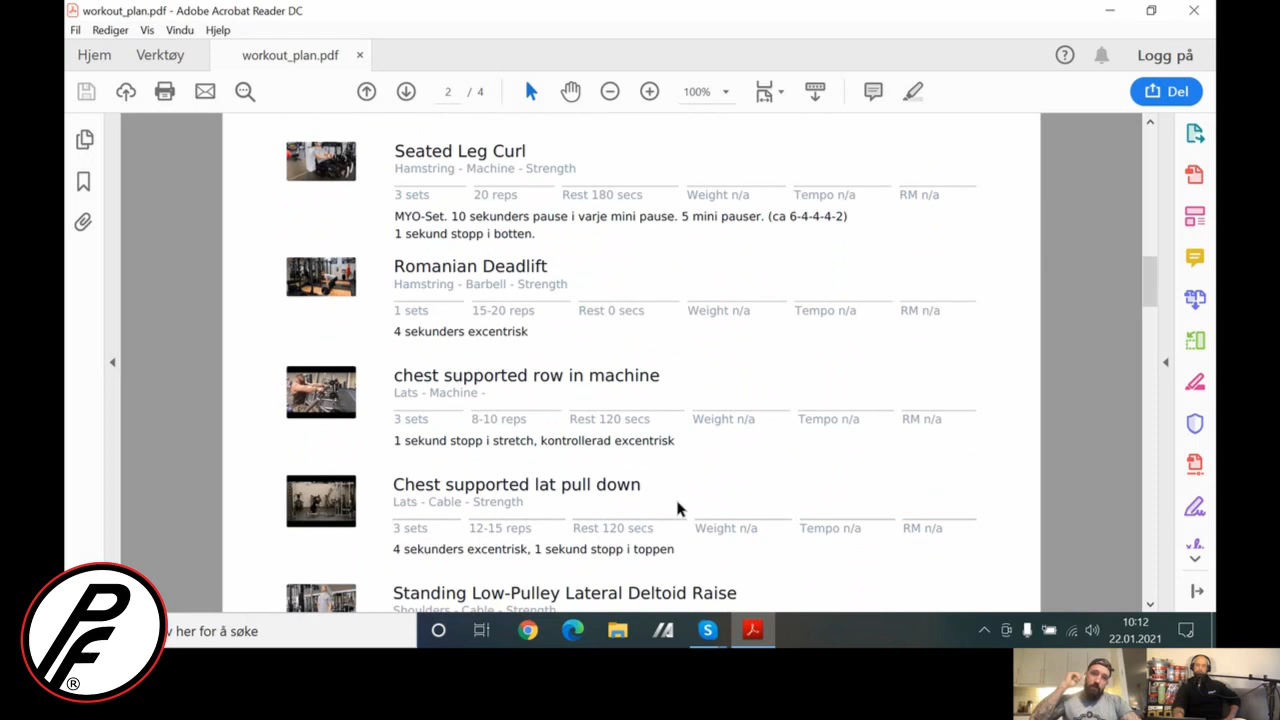 workout_plan.pdf - Adobe Acrobat Reader DC
Fil Rediger Vis Vindu Hjelp
Hjem Verktøy workout_plan.pdf × Logg på
2 / 4 100% Del
Seated Leg Curl
Hamstring - Machine - Strength
3 sets 20 reps Rest 180 secs Weight n/a Tempo n/a RM n/a
MYO-Set. 10 sekunders pause i varje mini pause. 5 mini pauser. (ca 6-4-4-4-2)
1 sekund stopp i botten.
Romanian Deadlift
Hamstring - Barbell - Strength
1 sets 15-20 reps Rest 0 secs Weight n/a Tempo n/a RM n/a
4 sekunders excentrisk
chest supported row in machine
Lats - Machine -
3 sets 8-10 reps Rest 120 secs Weight n/a Tempo n/a RM n/a
1 sekund stopp i stretch, kontrollerad excentrisk
Chest supported lat pull down
Lats - Cable - Strength
3 sets 12-15 reps Rest 120 secs Weight n/a Tempo n/a RM n/a
4 sekunders excentrisk, 1 sekund stopp i toppen
Standing Low-Pulley Lateral Deltoid Raise
Shoulders - Cable - Strength
PF ®
v her for å søke
10:12
22.01.2021